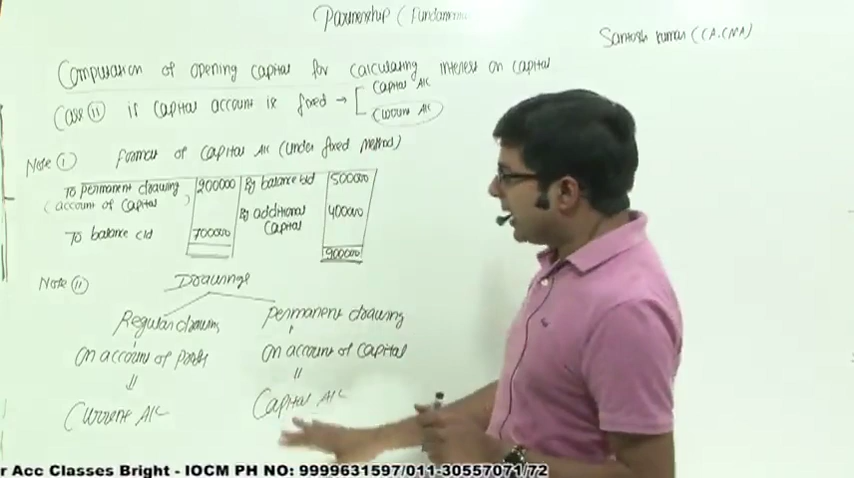 Partnership (Fundamenta
Santosh kumar (CA.CMA)
Computation of opening capital for calculating interest on capital
Case (II) if capital account is fixed → Capital A/C
Current A/C
Note (I) Format of capital A/c (under fixed method)
To permanent drawing 200000 By balance b/d 500000
(account of capital) By additional capital 400000
To balance c/d 700000
900000
Note (II) Drawings
Regular drawing Permanent drawing
On account of profit On account of capital
Current A/C Capital A/C
r Acc Classes Bright - IOCM PH NO: 9999631597/011-30557071/72